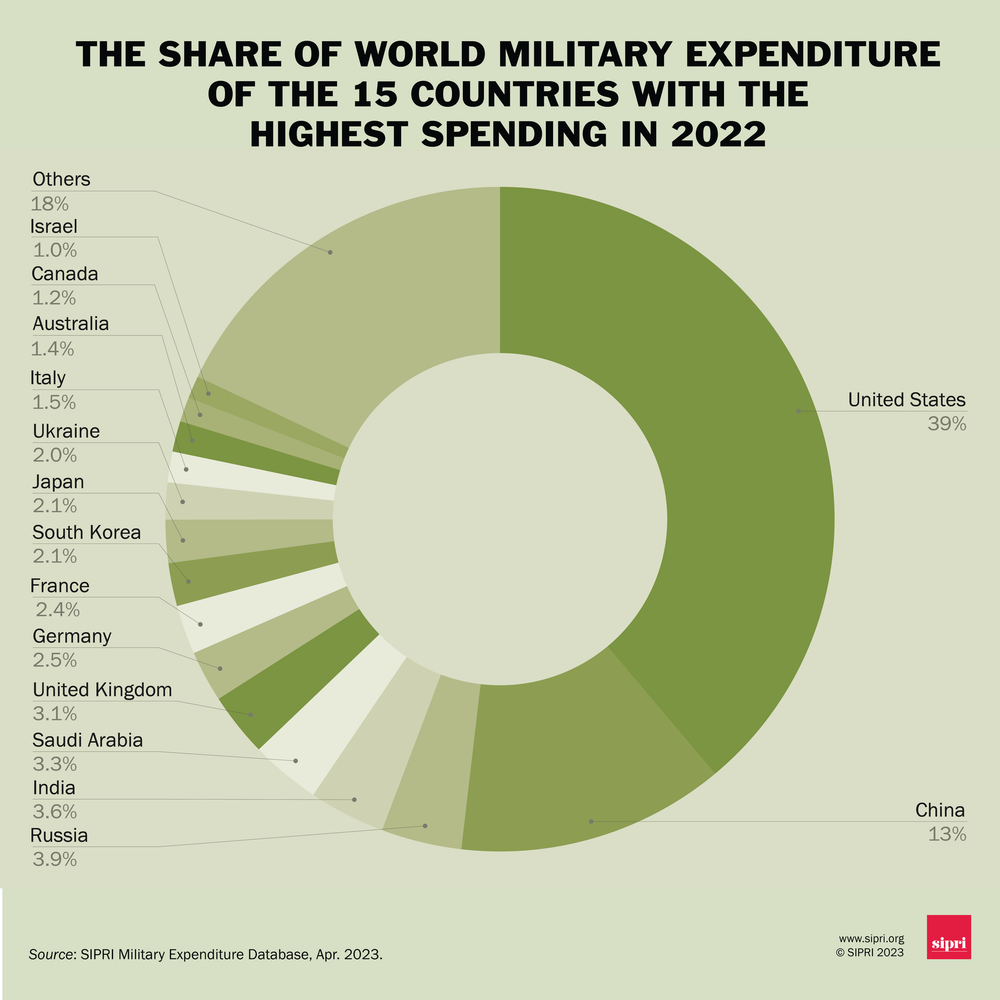 THE SHARE OF WORLD MILITARY EXPENDITURE
OF THE 15 COUNTRIES WITH THE
HIGHEST SPENDING IN 2022
Others
18%
Israel
1.0%
Canada
1.2%
Australia
1.4%
Italy
1.5%
Ukraine
2.0%
Japan
2.1%
South Korea
2.1%
France
2.4%
Germany
2.5%
United Kingdom
3.1%
Saudi Arabia
3.3%
India
3.6%
Russia
3.9%
United States
39%
China
13%
Source: SIPRI Military Expenditure Database, Apr. 2023.
www.sipri.org
© SIPRI 2023
sipri